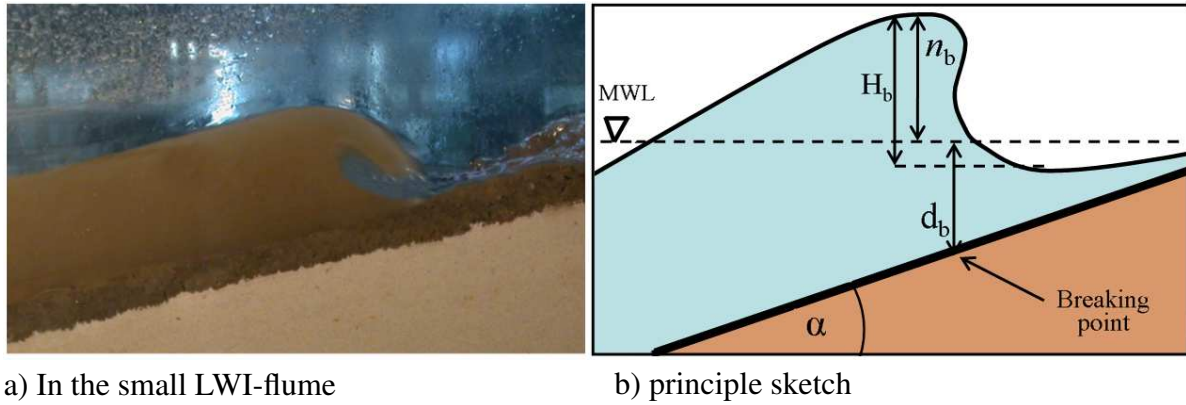 MWL
n_b
H_b
d_b
α
Breaking
point
a) In the small LWI-flume
b) principle sketch